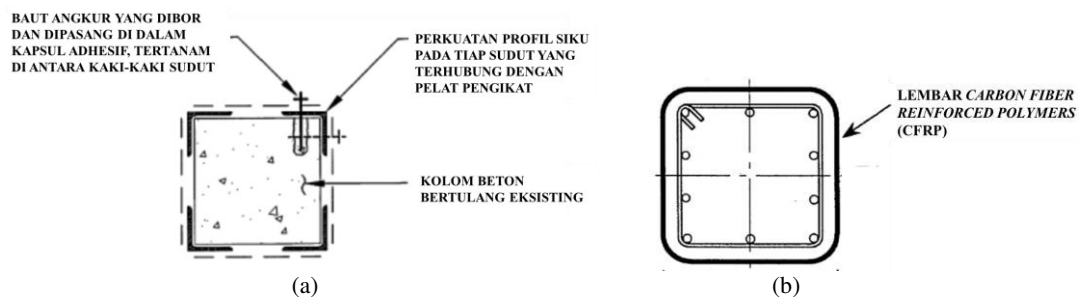 BAUT ANGKUR YANG DIBOR
DAN DIPASANG DI DALAM
KAPSUL ADHESIF, TERTANAM
DI ANTARA KAKI-KAKI SUDUT
PERKUATAN PROFIL SIKU
PADA TIAP SUDUT YANG
TERHUBUNG DENGAN
PELAT PENGIKAT
KOLOM BETON
BERTULANG EKSISTING
(a)
LEMBAR CARBON FIBER
REINFORCED POLYMERS
(CFRP)
(b)